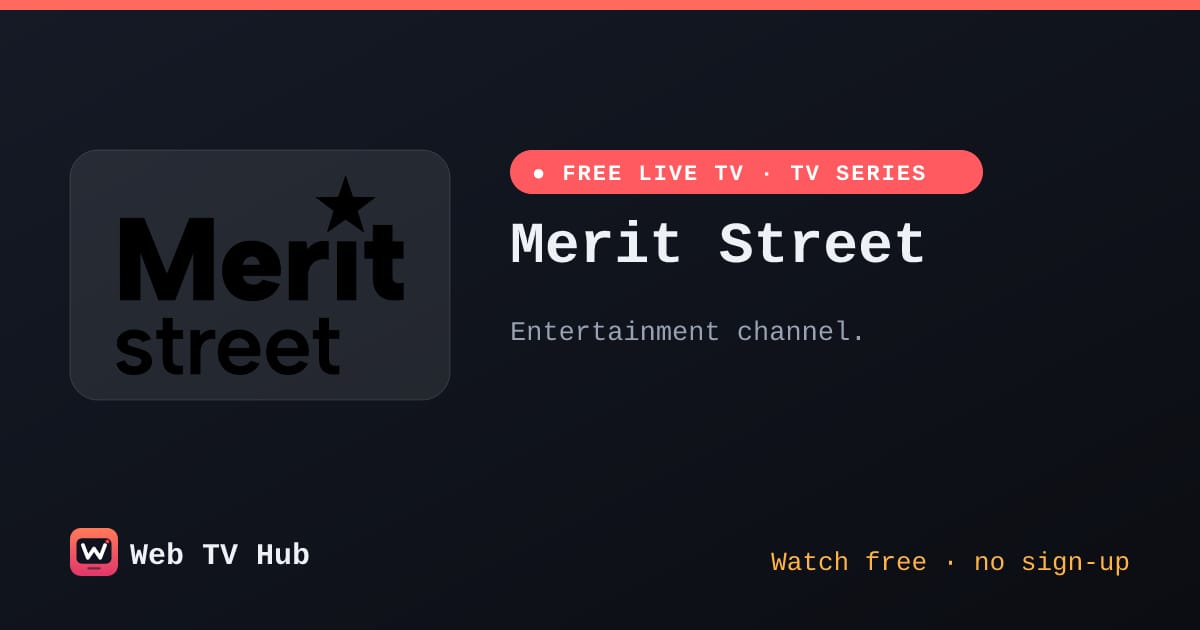 Merit
street
• FREE LIVE TV · TV SERIES
Merit Street
Entertainment channel.
W
Web TV Hub
Watch free · no sign-up